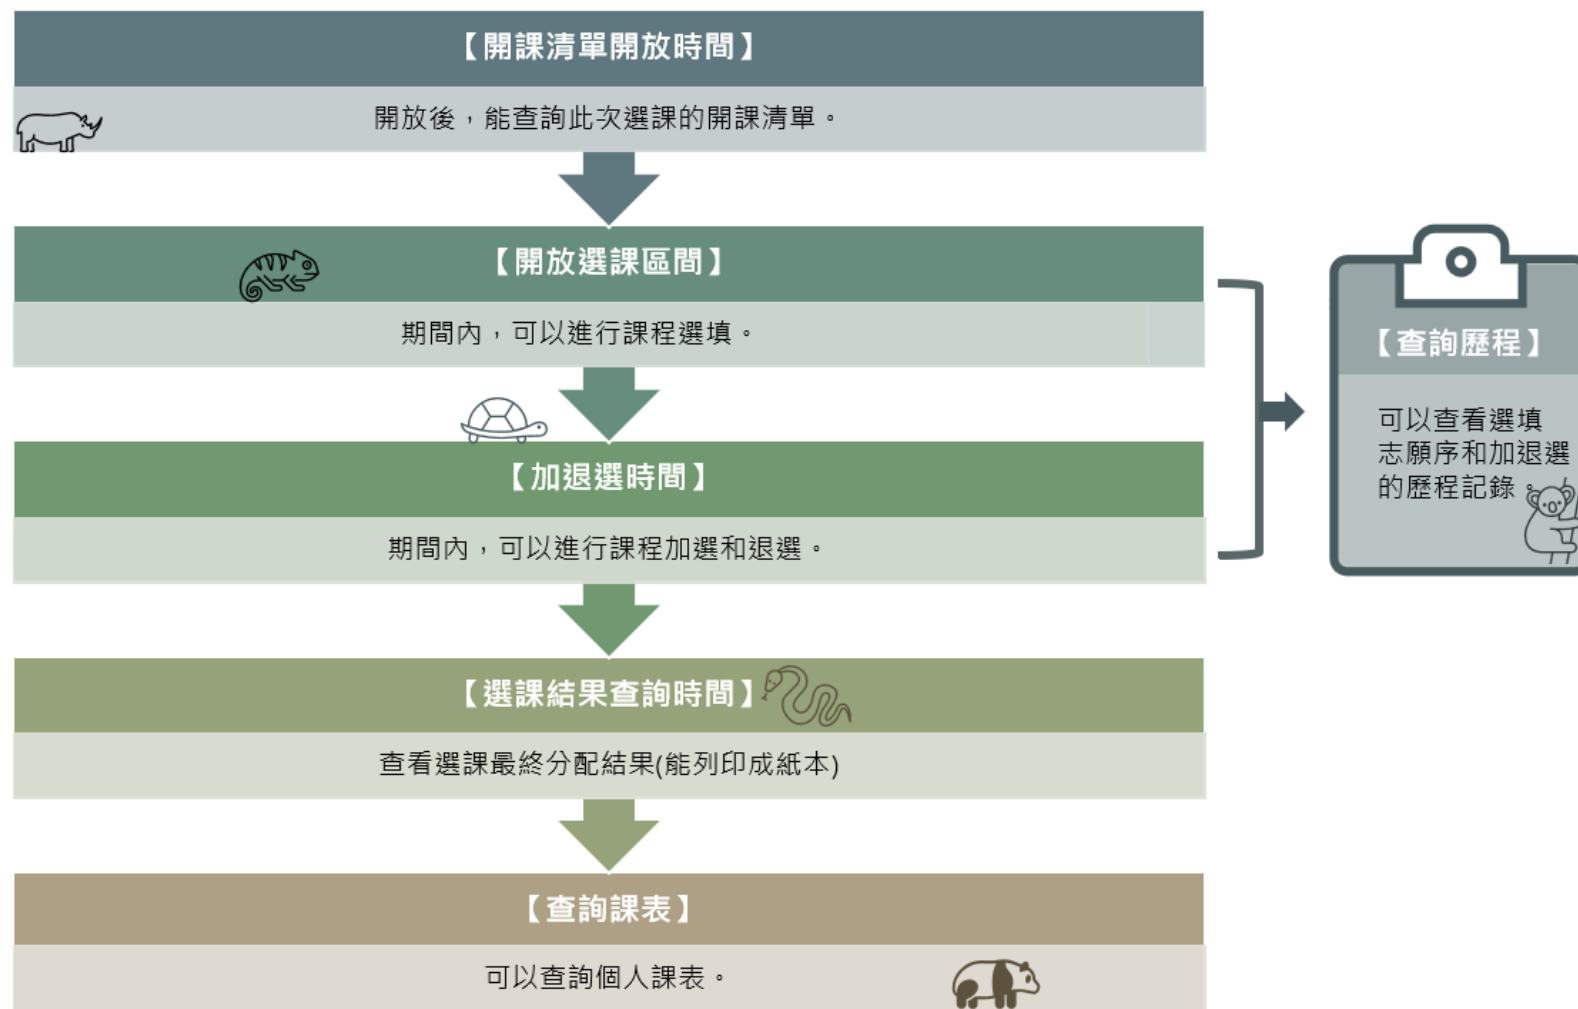 【開課清單開放時間】
開放後，能查詢此次選課的開課清單。
【開放選課區間】
期間內，可以進行課程選填。
【加退選時間】
期間內，可以進行課程加選和退選。
【查詢歷程】
可以查看選填
志願序和加退選
的歷程記錄。
【選課結果查詢時間】
查看選課最終分配結果(能列印成紙本)
【查詢課表】
可以查詢個人課表。